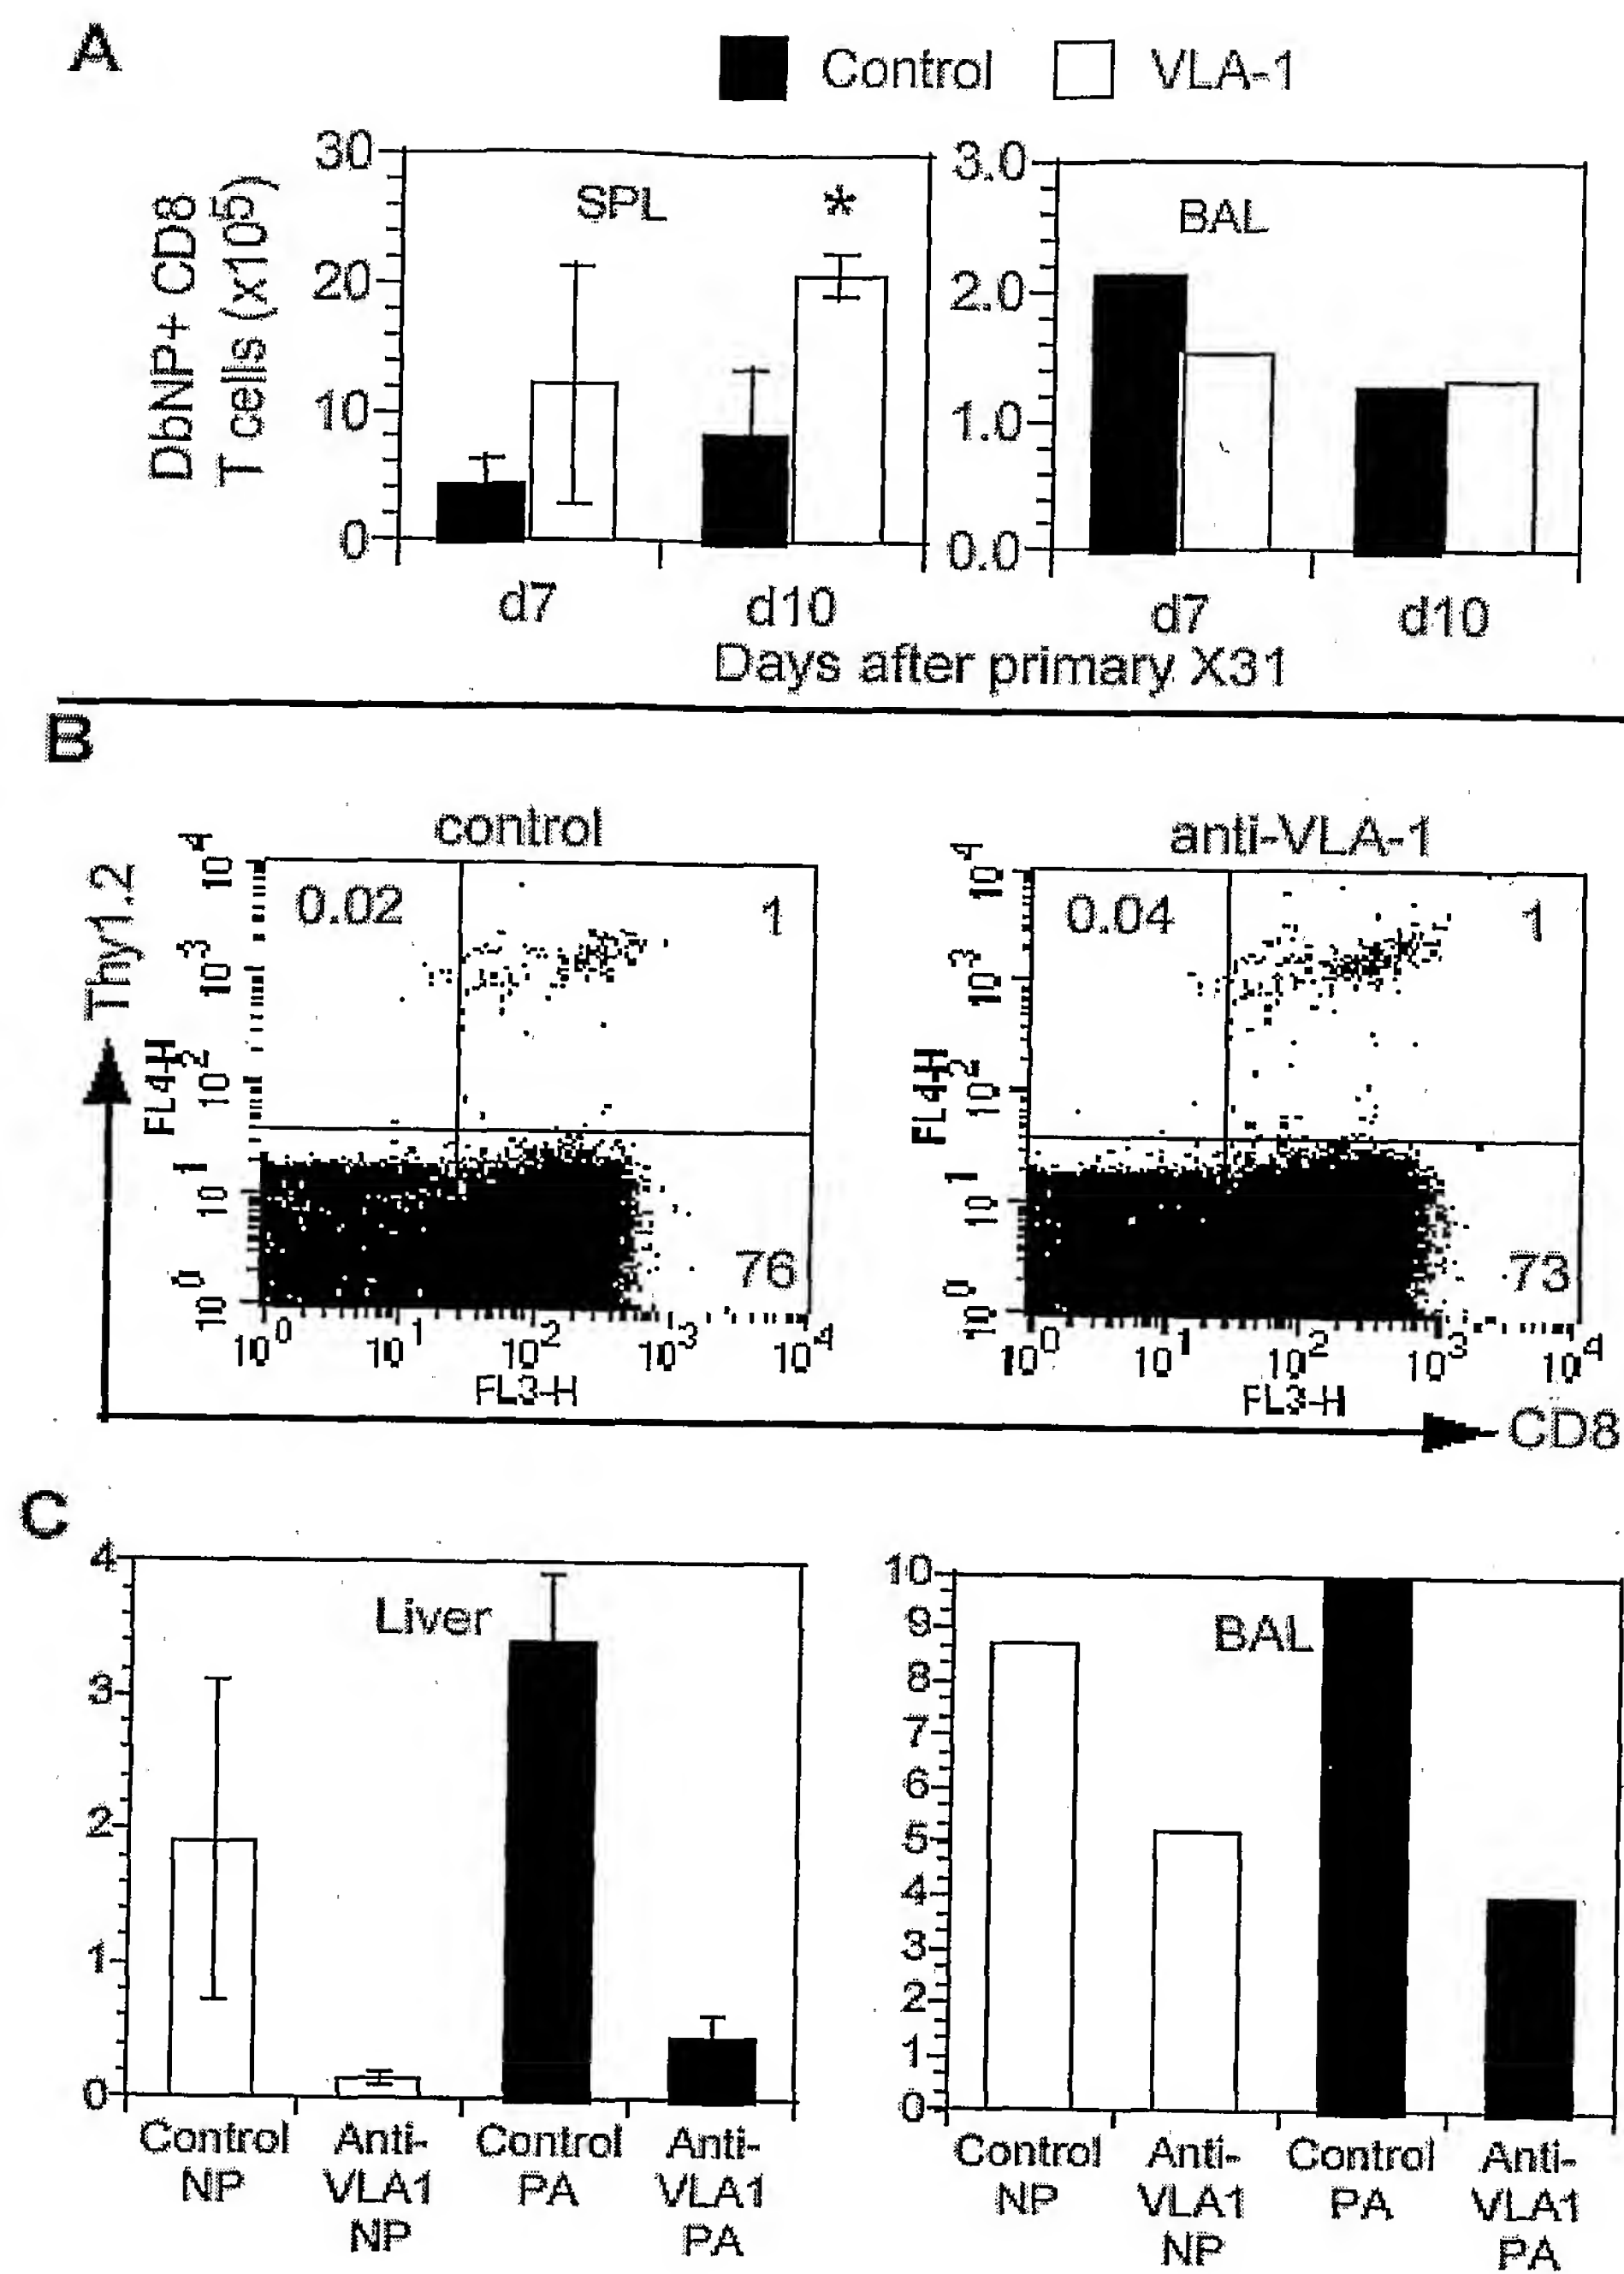 A
Control VLA-1
DbNP+ CD8
T cells (x10⁵)
30
20
10
0
SPL
*
d7 d10
3.0
2.0
1.0
0.0
BAL
d7 d10
Days after primary X31
B
Thy1.2
control
0.02 1
76
FL4-H
10⁴
10³
10²
10¹
10⁰
10⁰ 10¹ 10² 10³ 10⁴
FL3-H
anti-VLA-1
0.04 1
73
FL4-H
10⁴
10³
10²
10¹
10⁰
10⁰ 10¹ 10² 10³ 10⁴
FL3-H
CD8
C
4
3
2
1
0
Liver
Control Anti- Control Anti-
NP VLA1 PA VLA1
NP PA
10
9
8
7
6
5
4
3
2
1
0
BAL
Control Anti- Control Anti-
NP VLA1 PA VLA1
NP PA